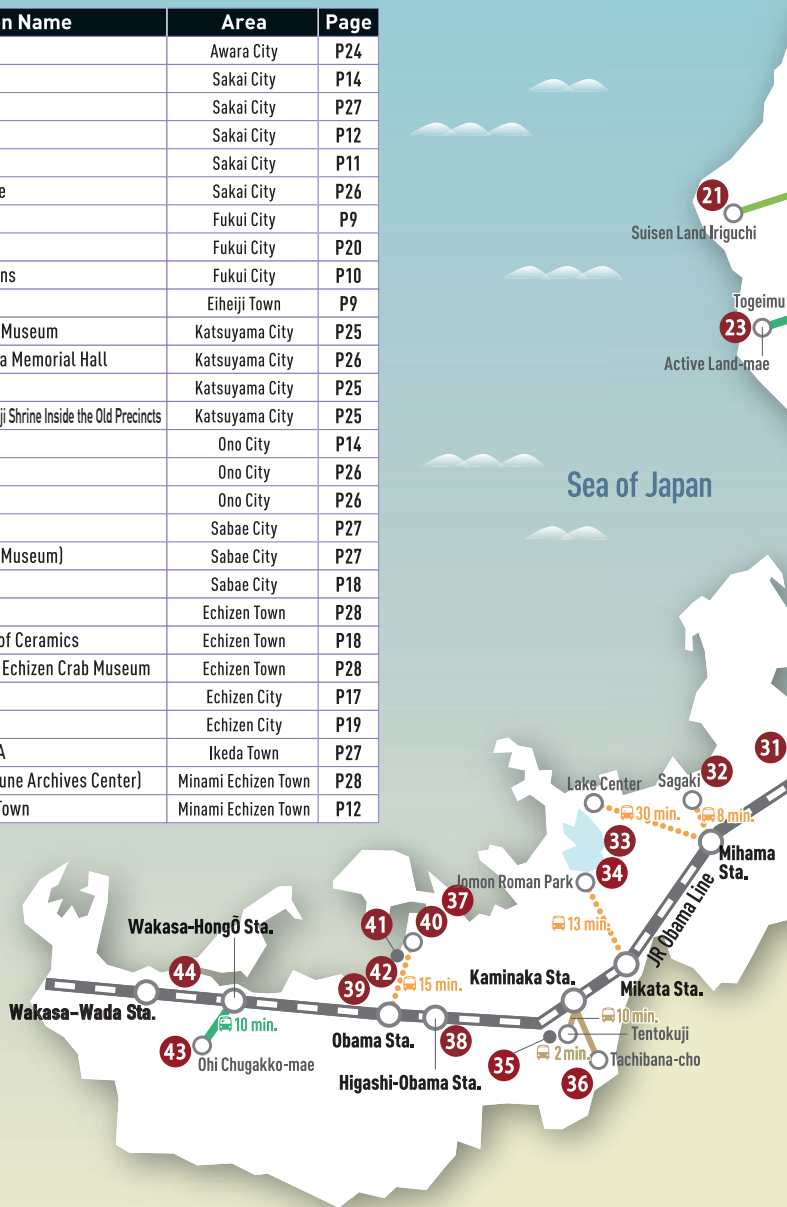 n Name Area Page
Awara City P24
Sakai City P14
Sakai City P27
Sakai City P12
Sakai City P11
e Sakai City P26
Fukui City P9
Fukui City P20
ns Fukui City P10
Eiheiji Town P9
Museum Katsuyama City P25
a Memorial Hall Katsuyama City P26
Katsuyama City P25
ji Shrine Inside the Old Precincts Katsuyama City P25
Ono City P14
Ono City P26
Ono City P26
Sabae City P27
Museum) Sabae City P27
Sabae City P18
Echizen Town P28
of Ceramics Echizen Town P18
Echizen Crab Museum Echizen Town P28
Echizen City P17
Echizen City P19
A Ikeda Town P27
une Archives Center) Minami Echizen Town P28
Town Minami Echizen Town P12
21
Suisen Land Iriguchi
Togeimu
23
Active Land-mae
Sea of Japan
31
Lake Center
Sagaki
32
30 min.
8 min.
33
Mihama
Sta.
Jomon Roman Park
34
13 min.
JR Obama Line
Mikata Sta.
37
41
40
Wakasa-HongÕ Sta.
44
39
42
15 min.
Kaminaka Sta.
Wakasa-Wada Sta.
10 min.
Obama Sta.
38
10 min.
Tentokuji
43
Ohi Chugakko-mae
Higashi-Obama Sta.
35
2 min.
Tachibana-cho
36